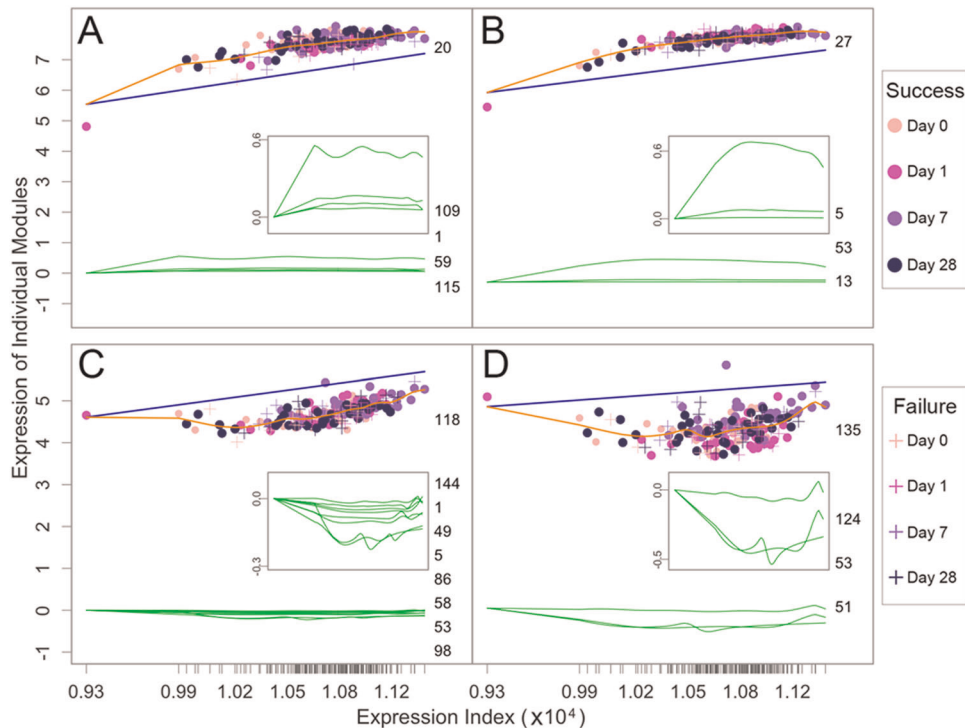 A
B
20
27
7
6
5
4
3
2
1
0
-1
0.6
0.0
0.6
0.0
109
1
59
115
5
53
13
Success
Day 0
Day 1
Day 7
Day 28
Expression of Individual Modules
C
D
118
135
5
4
3
2
1
0
-1
0.0
-0.3
0.0
-0.5
144
1
49
5
86
58
53
98
124
53
51
Failure
Day 0
Day 1
Day 7
Day 28
0.93 0.99 1.02 1.05 1.08 1.12 0.93 0.99 1.02 1.05 1.08 1.12
Expression Index (x10⁴)